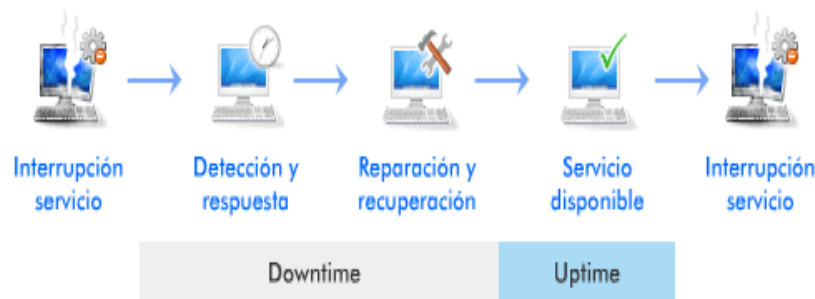 Interrupción
servicio
Detección y
respuesta
Reparación y
recuperación
Servicio
disponible
Interrupción
servicio
Downtime
Uptime